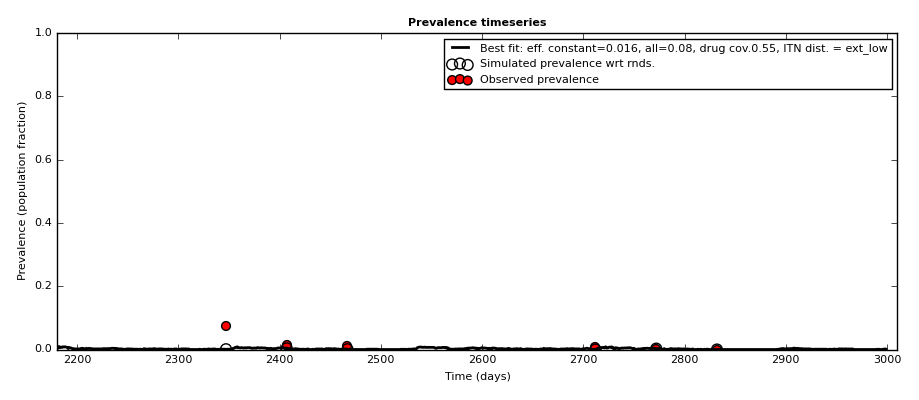 Prevalence timeseries
1.0
0.8
0.6
0.4
0.2
0.0
Prevalence (population fraction)
Best fit: eff. constant=0.016, all=0.08, drug cov.0.55, ITN dist. = ext_low
Simulated prevalence wrt rnds.
Observed prevalence
2200 2300 2400 2500 2600 2700 2800 2900 3000
Time (days)